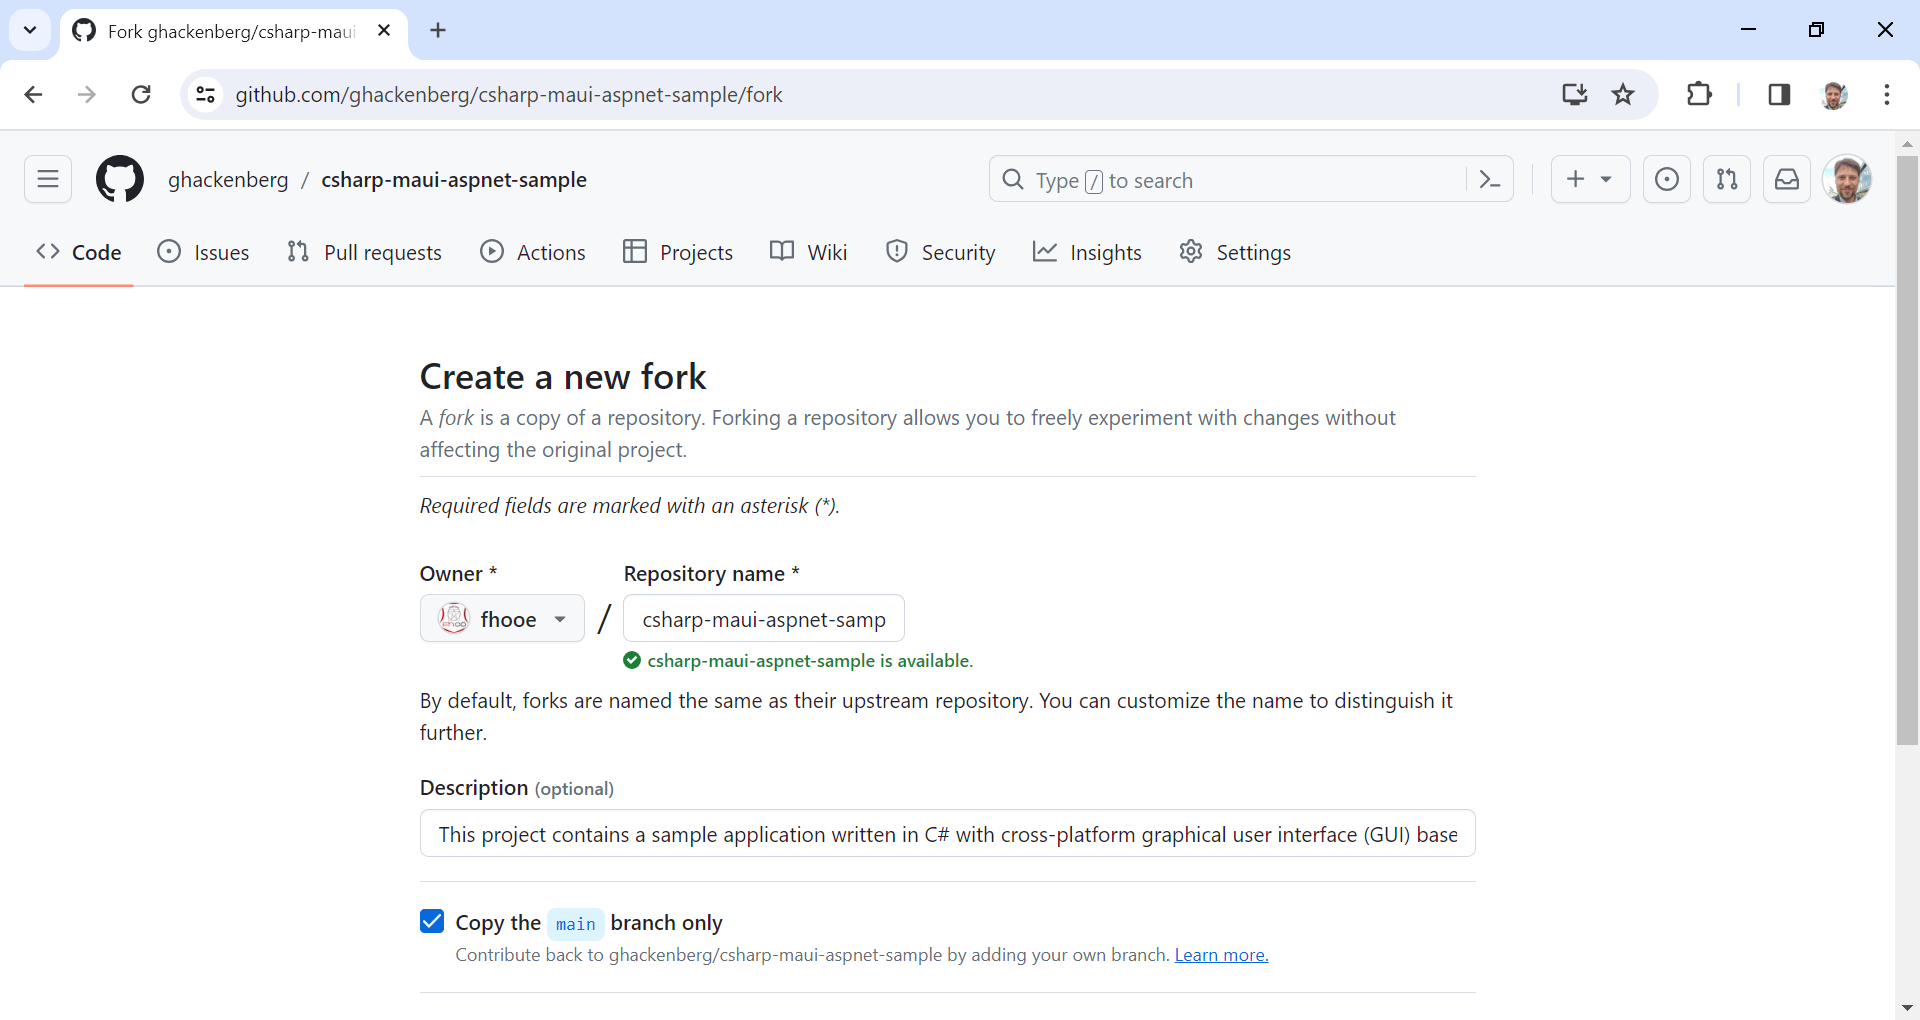 Fork ghackenberg/csharp-maui
github.com/ghackenberg/csharp-maui-aspnet-sample/fork
ghackenberg / csharp-maui-aspnet-sample
Type / to search
Code Issues Pull requests Actions Projects Wiki Security Insights Settings
Create a new fork
A fork is a copy of a repository. Forking a repository allows you to freely experiment with changes without
affecting the original project.
Required fields are marked with an asterisk (*).
Owner * Repository name *
fhooe / csharp-maui-aspnet-samp
csharp-maui-aspnet-sample is available.
By default, forks are named the same as their upstream repository. You can customize the name to distinguish it
further.
Description (optional)
This project contains a sample application written in C# with cross-platform graphical user interface (GUI) base
Copy the main branch only
Contribute back to ghackenberg/csharp-maui-aspnet-sample by adding your own branch. Learn more.